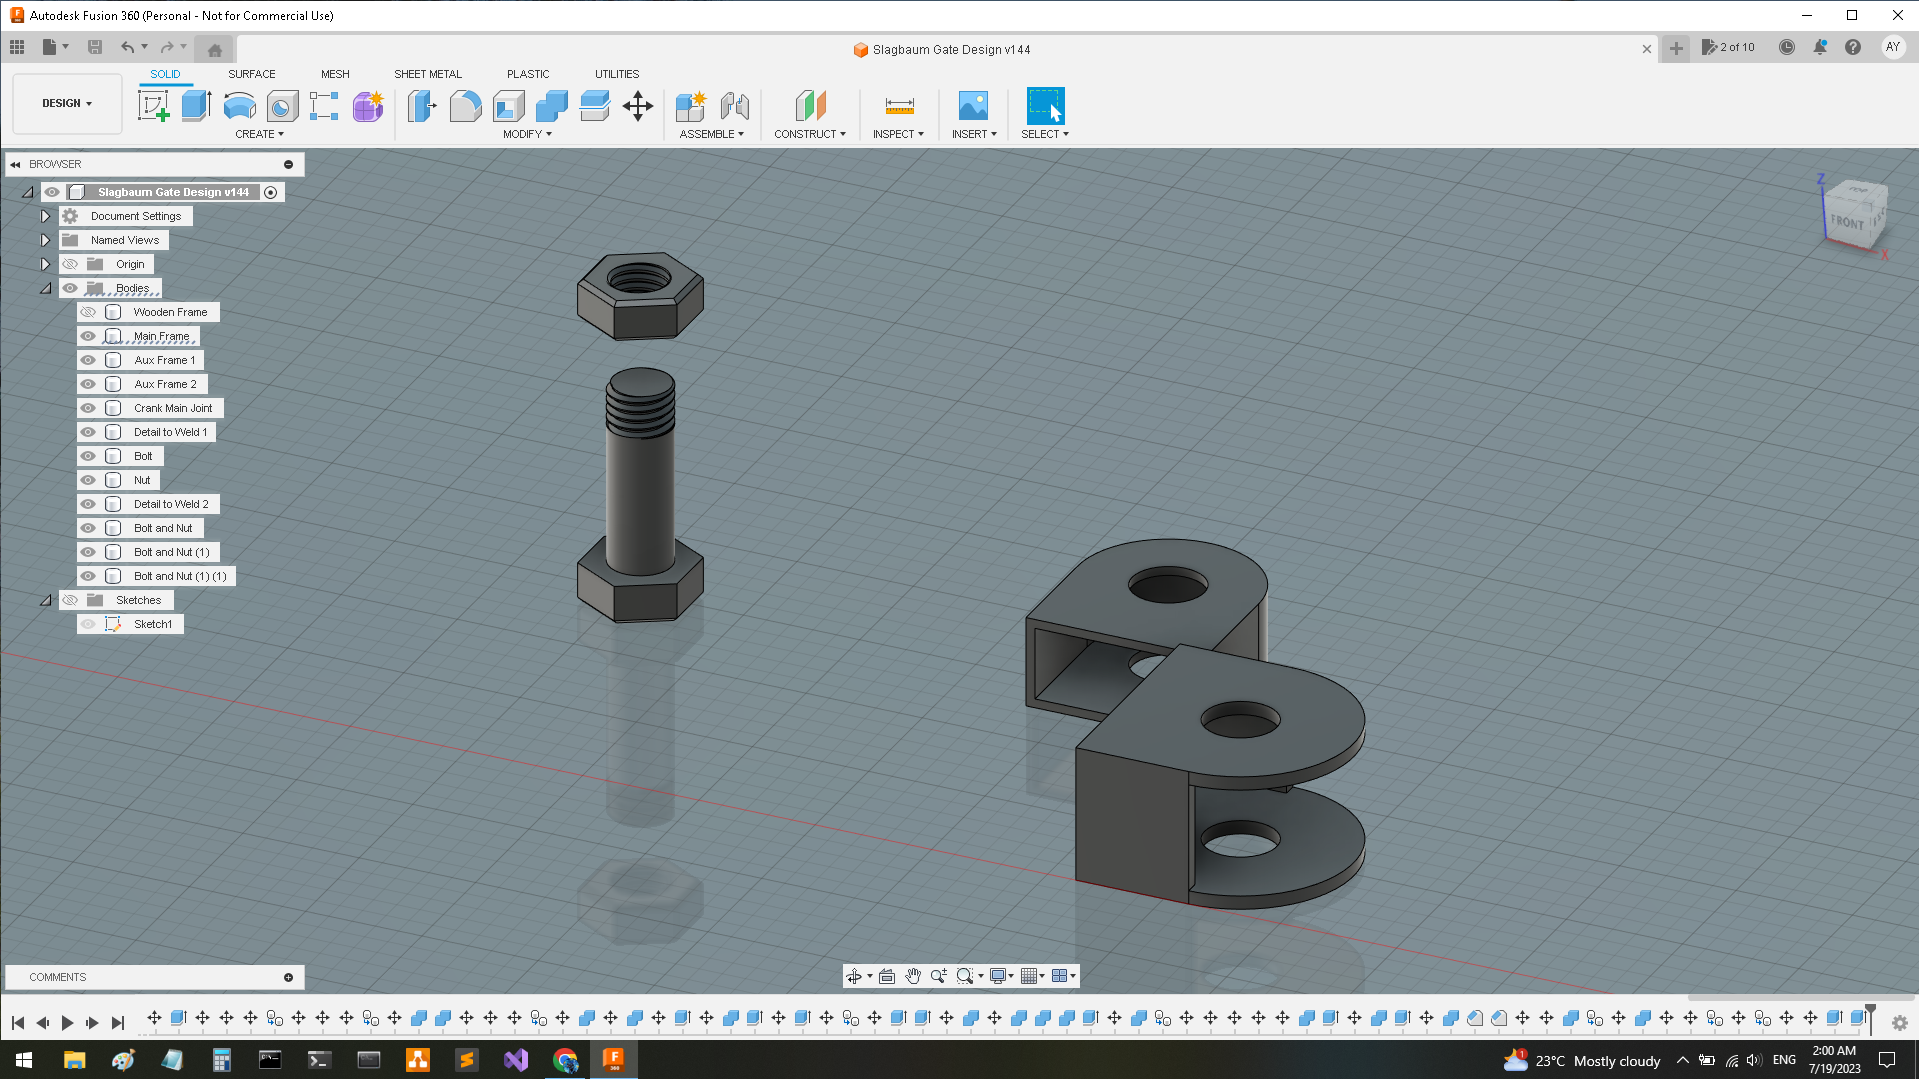 Autodesk Fusion 360 (Personal - Not for Commercial Use)
Slagbaum Gate Design v144
2 of 10
AY
SOLID SURFACE MESH SHEET METAL PLASTIC UTILITIES
DESIGN
CREATE MODIFY ASSEMBLE CONSTRUCT INSPECT INSERT SELECT
BROWSER
Slagbaum Gate Design v144
Document Settings
Named Views
Origin
Bodies
Wooden Frame
Main Frame
Aux Frame 1
Aux Frame 2
Crank Main Joint
Detail to Weld 1
Bolt
Nut
Detail to Weld 2
Bolt and Nut
Bolt and Nut (1)
Bolt and Nut (1) (1)
Sketches
Sketch1
Z
TOP
FRONT
X
COMMENTS
F
360
1
23°C Mostly cloudy
ENG
2:00 AM
7/19/2023